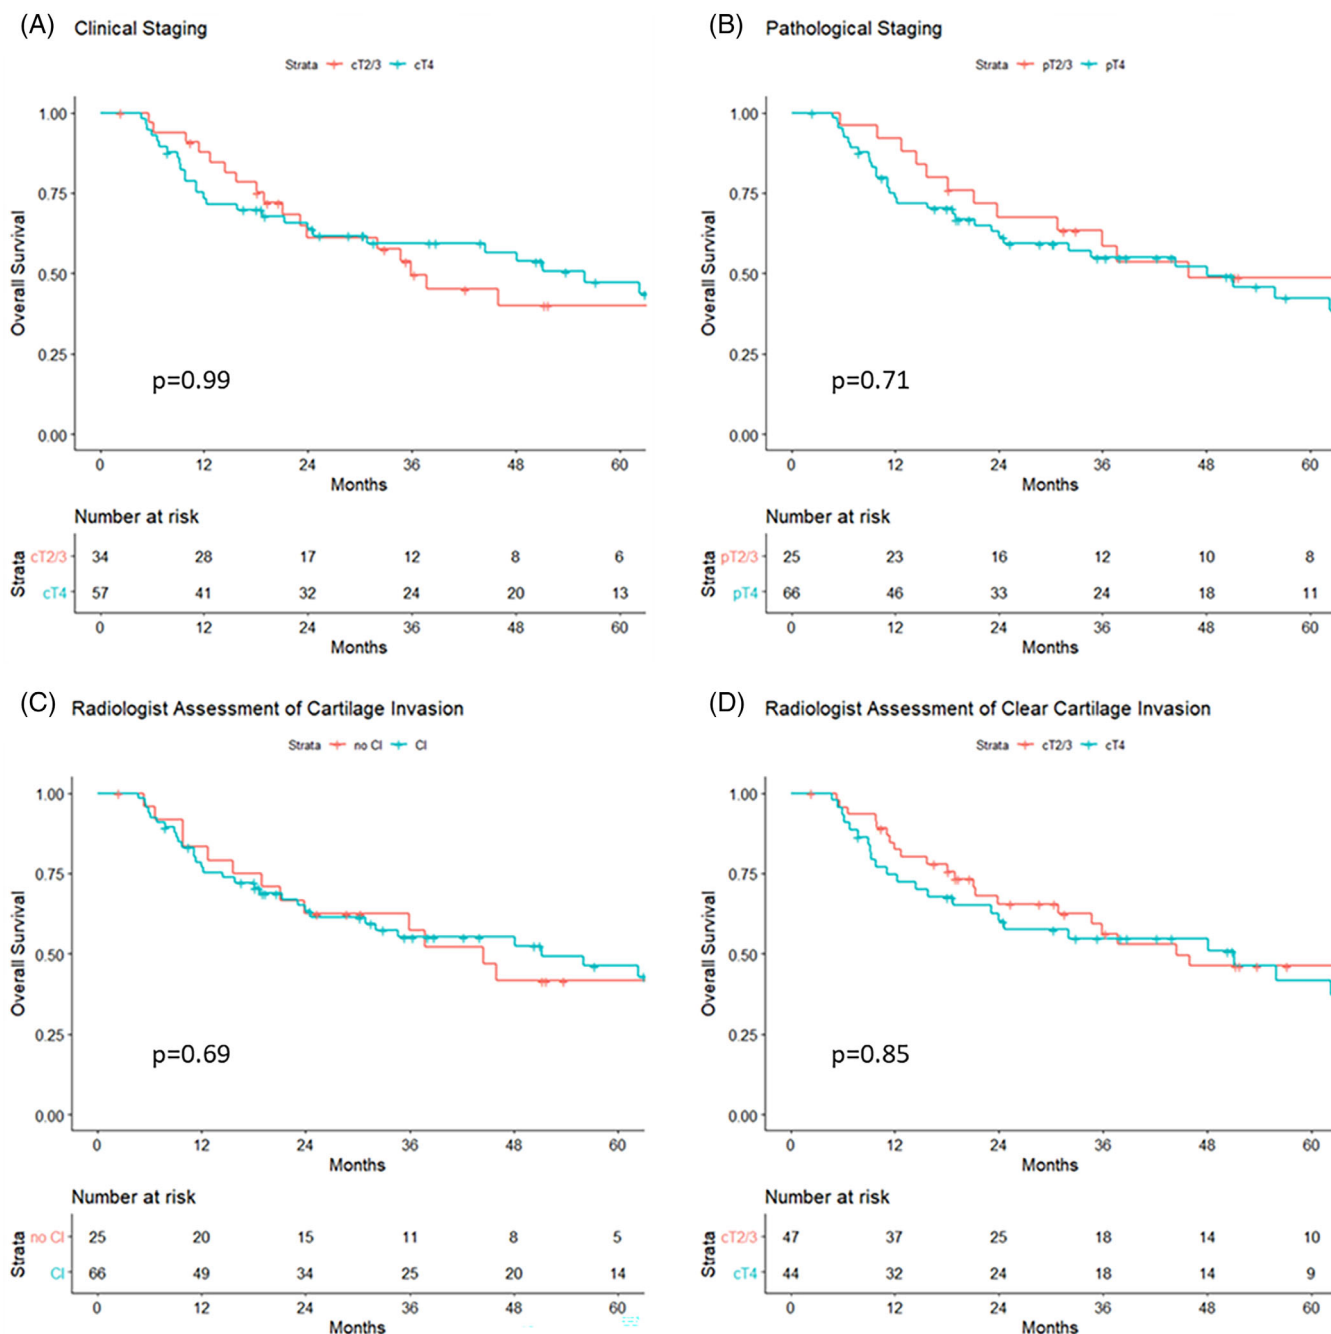 (A) Clinical Staging
Strata cT2/3 cT4
1.00
0.75
0.50
0.25
0.00
Overall Survival
p=0.99
0 12 24 36 48 60
Months
Number at risk
Strata
cT2/3 34 28 17 12 8 6
cT4 57 41 32 24 20 13
0 12 24 36 48 60
Months
(B) Pathological Staging
Strata pT2/3 pT4
1.00
0.75
0.50
0.25
0.00
Overall Survival
p=0.71
0 12 24 36 48 60
Months
Number at risk
Strata
pT2/3 25 23 16 12 10 8
pT4 66 46 33 24 18 11
0 12 24 36 48 60
Months
(C) Radiologist Assessment of Cartilage Invasion
Strata no CI CI
1.00
0.75
0.50
0.25
0.00
Overall Survival
p=0.69
0 12 24 36 48 60
Months
Number at risk
Strata
no CI 25 20 15 11 8 5
CI 66 49 34 25 20 14
0 12 24 36 48 60
Months
(D) Radiologist Assessment of Clear Cartilage Invasion
Strata cT2/3 cT4
1.00
0.75
0.50
0.25
0.00
Overall Survival
p=0.85
0 12 24 36 48 60
Months
Number at risk
Strata
cT2/3 47 37 25 18 14 10
cT4 44 32 24 18 14 9
0 12 24 36 48 60
Months